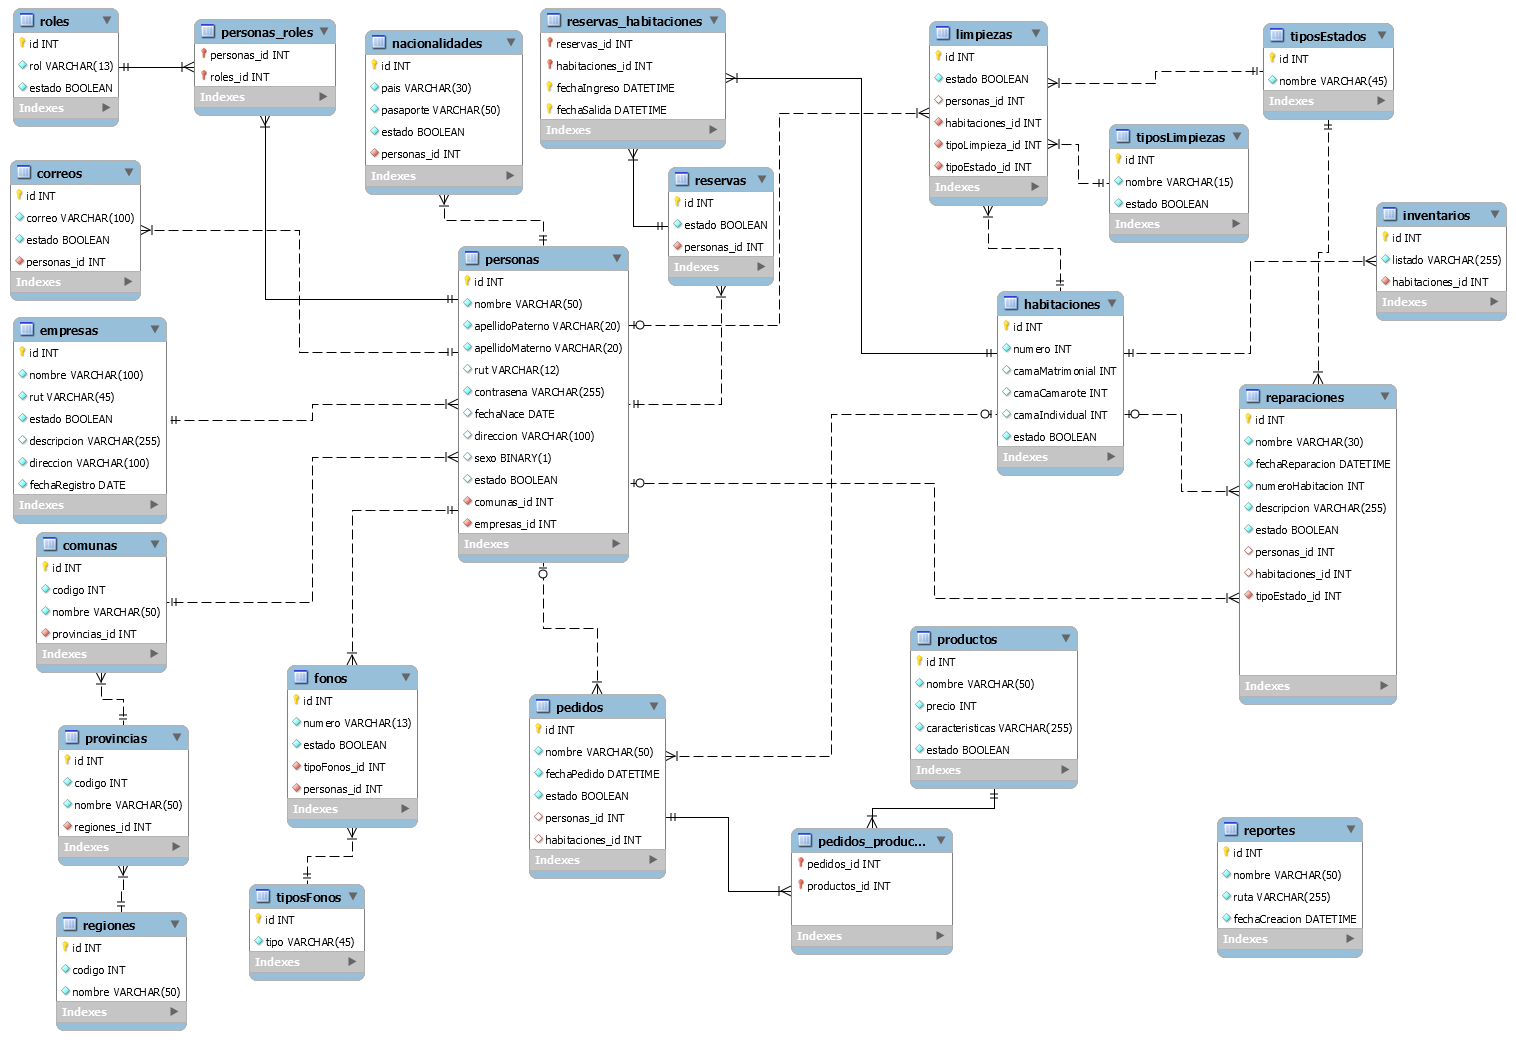 roles
id INT
rol VARCHAR(13)
estado BOOLEAN
Indexes
personas_roles
personas_id INT
roles_id INT
Indexes
nacionalidades
id INT
pais VARCHAR(30)
pasaporte VARCHAR(50)
estado BOOLEAN
personas_id INT
Indexes
reservas_habitaciones
reservas_id INT
habitaciones_id INT
fechaIngreso DATETIME
fechaSalida DATETIME
Indexes
limpiezas
id INT
estado BOOLEAN
personas_id INT
habitaciones_id INT
tipoLimpieza_id INT
tipoEstado_id INT
Indexes
tiposEstados
id INT
nombre VARCHAR(45)
Indexes
tiposLimpiezas
id INT
nombre VARCHAR(15)
estado BOOLEAN
Indexes
correos
id INT
correo VARCHAR(100)
estado BOOLEAN
personas_id INT
Indexes
reservas
id INT
estado BOOLEAN
personas_id INT
Indexes
inventarios
id INT
listado VARCHAR(255)
habitaciones_id INT
Indexes
personas
id INT
nombre VARCHAR(50)
apellidoPaterno VARCHAR(20)
apellidoMaterno VARCHAR(20)
rut VARCHAR(12)
contrasena VARCHAR(255)
fechaNace DATE
direccion VARCHAR(100)
sexo BINARY(1)
estado BOOLEAN
comunas_id INT
empresas_id INT
Indexes
habitaciones
id INT
numero INT
camaMatrimonial INT
camaCamarote INT
camaIndividual INT
estado BOOLEAN
Indexes
empresas
id INT
nombre VARCHAR(100)
rut VARCHAR(45)
estado BOOLEAN
descripcion VARCHAR(255)
direccion VARCHAR(100)
fechaRegistro DATE
Indexes
reparaciones
id INT
nombre VARCHAR(30)
fechaReparacion DATETIME
numeroHabitacion INT
descripcion VARCHAR(255)
estado BOOLEAN
personas_id INT
habitaciones_id INT
tipoEstado_id INT
Indexes
comunas
id INT
codigo INT
nombre VARCHAR(50)
provincias_id INT
Indexes
fonos
id INT
numero VARCHAR(13)
estado BOOLEAN
tipoFonos_id INT
personas_id INT
Indexes
pedidos
id INT
nombre VARCHAR(50)
fechaPedido DATETIME
estado BOOLEAN
personas_id INT
habitaciones_id INT
Indexes
productos
id INT
nombre VARCHAR(50)
precio INT
caracteristicas VARCHAR(255)
estado BOOLEAN
Indexes
provincias
id INT
codigo INT
nombre VARCHAR(50)
regiones_id INT
Indexes
pedidos_produc...
pedidos_id INT
productos_id INT
Indexes
reportes
id INT
nombre VARCHAR(50)
ruta VARCHAR(255)
fechaCreacion DATETIME
Indexes
tiposFonos
id INT
tipo VARCHAR(45)
Indexes
regiones
id INT
codigo INT
nombre VARCHAR(50)
Indexes